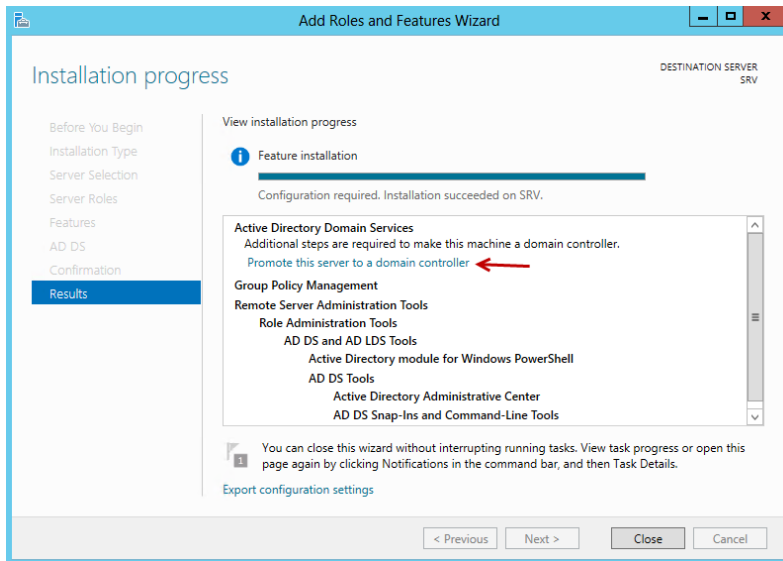 Add Roles and Features Wizard
Installation progress
DESTINATION SERVER
SRV
Before You Begin
Installation Type
Server Selection
Server Roles
Features
AD DS
Confirmation
Results
View installation progress
Feature installation
Configuration required. Installation succeeded on SRV.
Active Directory Domain Services
Additional steps are required to make this machine a domain controller.
Promote this server to a domain controller
Group Policy Management
Remote Server Administration Tools
Role Administration Tools
AD DS and AD LDS Tools
Active Directory module for Windows PowerShell
AD DS Tools
Active Directory Administrative Center
AD DS Snap-Ins and Command-Line Tools
1
You can close this wizard without interrupting running tasks. View task progress or open this
page again by clicking Notifications in the command bar, and then Task Details.
Export configuration settings
< Previous
Next >
Close
Cancel